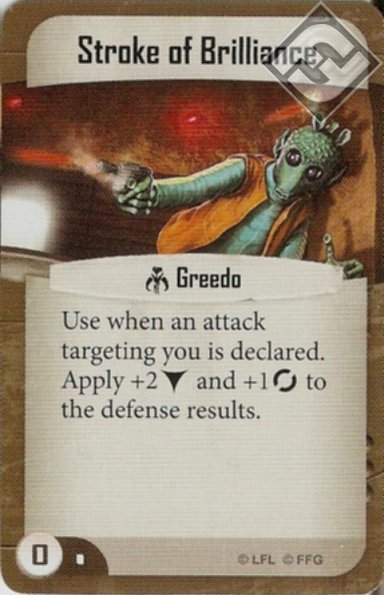 Stroke of Brilliance
Greedo
Use when an attack
targeting you is declared.
Apply +2 and +1 to
the defense results.
0
© LFL © FFG